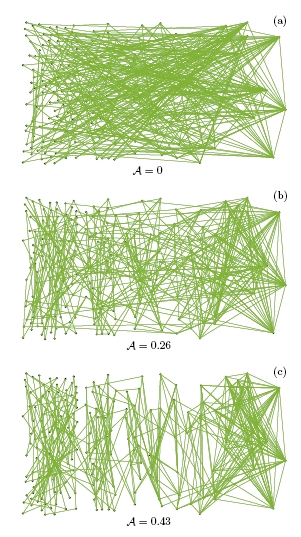 (a)
𝒜 = 0
(b)
𝒜 = 0.26
(c)
𝒜 = 0.43